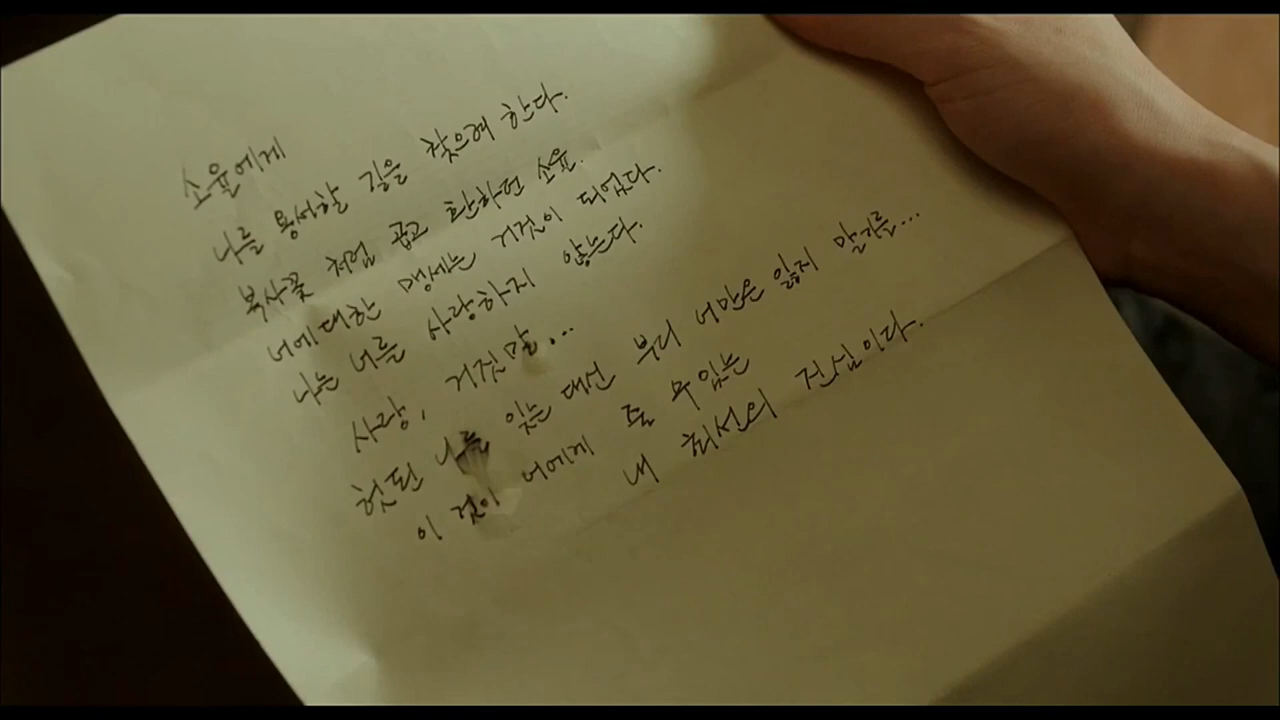 소율에게
나를 용서할 길을 찾으려 한다.
복사꽃 처럼 곱고 환하던 소율.
너에대한 맹세는 거짓이 되었다.
나는 너를 사랑하지 않는다.
사랑, 거짓말...
헛된 나를 잊는 대신 부디 너만은 잃지 말기를...
이 것이 너에게 줄 수 있는
내 최선의 진심이다.